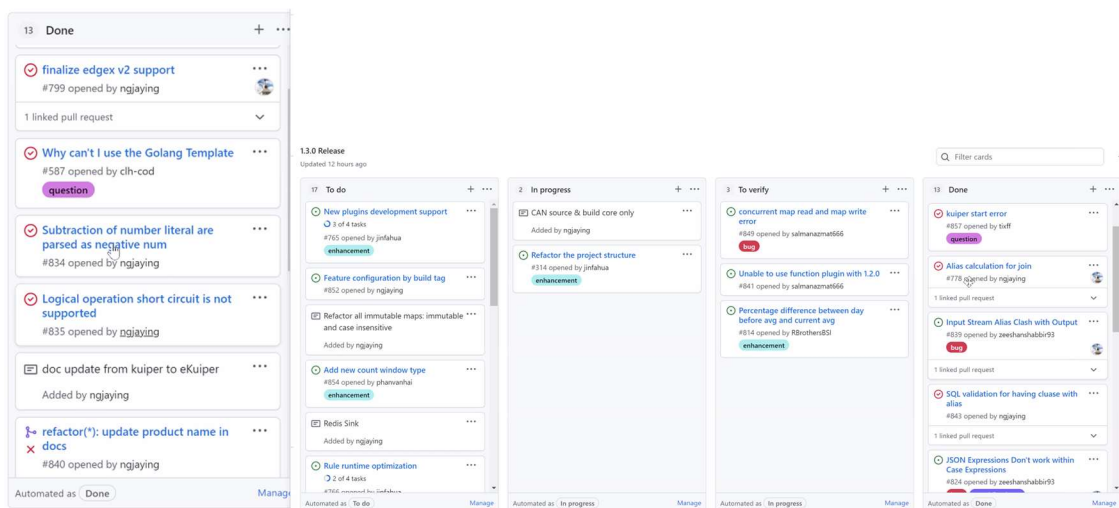 13 Done
finalize edgex v2 support
#799 opened by ngjaying
1 linked pull request
Why can't I use the Golang Template
#587 opened by clh-cod
question
Subtraction of number literal are
parsed as negative num
#834 opened by ngjaying
Logical operation short circuit is not
supported
#835 opened by ngjaying
doc update from kuiper to eKuiper
Added by ngjaying
refactor(*): update product name in
docs
#840 opened by ngjaying
Automated as Done
Manage
1.3.0 Release
Updated 12 hours ago
Filter cards
17 To do
New plugins development support
3 of 4 tasks
#765 opened by jinfahua
enhancement
Feature configuration by build tag
#852 opened by ngjaying
Refactor all immutable maps: immutable
and case insensitive
Added by ngjaying
Add new count window type
#854 opened by phanvanhai
enhancement
Redis Sink
Added by ngjaying
Rule runtime optimization
2 of 4 tasks
#766 opened by jinfahua
Automated as To do
Manage
2 In progress
CAN source & build core only
Added by ngjaying
Refactor the project structure
#314 opened by jinfahua
enhancement
Automated as In progress
Manage
3 To verify
concurrent map read and map write
error
#849 opened by salmanazmat666
bug
Unable to use function plugin with 1.2.0
#841 opened by salmanazmat666
Percentage difference between day
before avg and current avg
#814 opened by RBrothersBSI
enhancement
Automated as In progress
Manage
13 Done
kuiper start error
#857 opened by tixff
question
Alias calculation for join
#778 opened by ngjaying
1 linked pull request
Input Stream Alias Clash with Output
#839 opened by zeeshanshabbir93
bug
1 linked pull request
SQL validation for having cluase with
alias
#843 opened by ngjaying
1 linked pull request
JSON Expressions Don't work within
Case Expressions
#824 opened by zeeshanshabbir93
Automated as Done
Manage